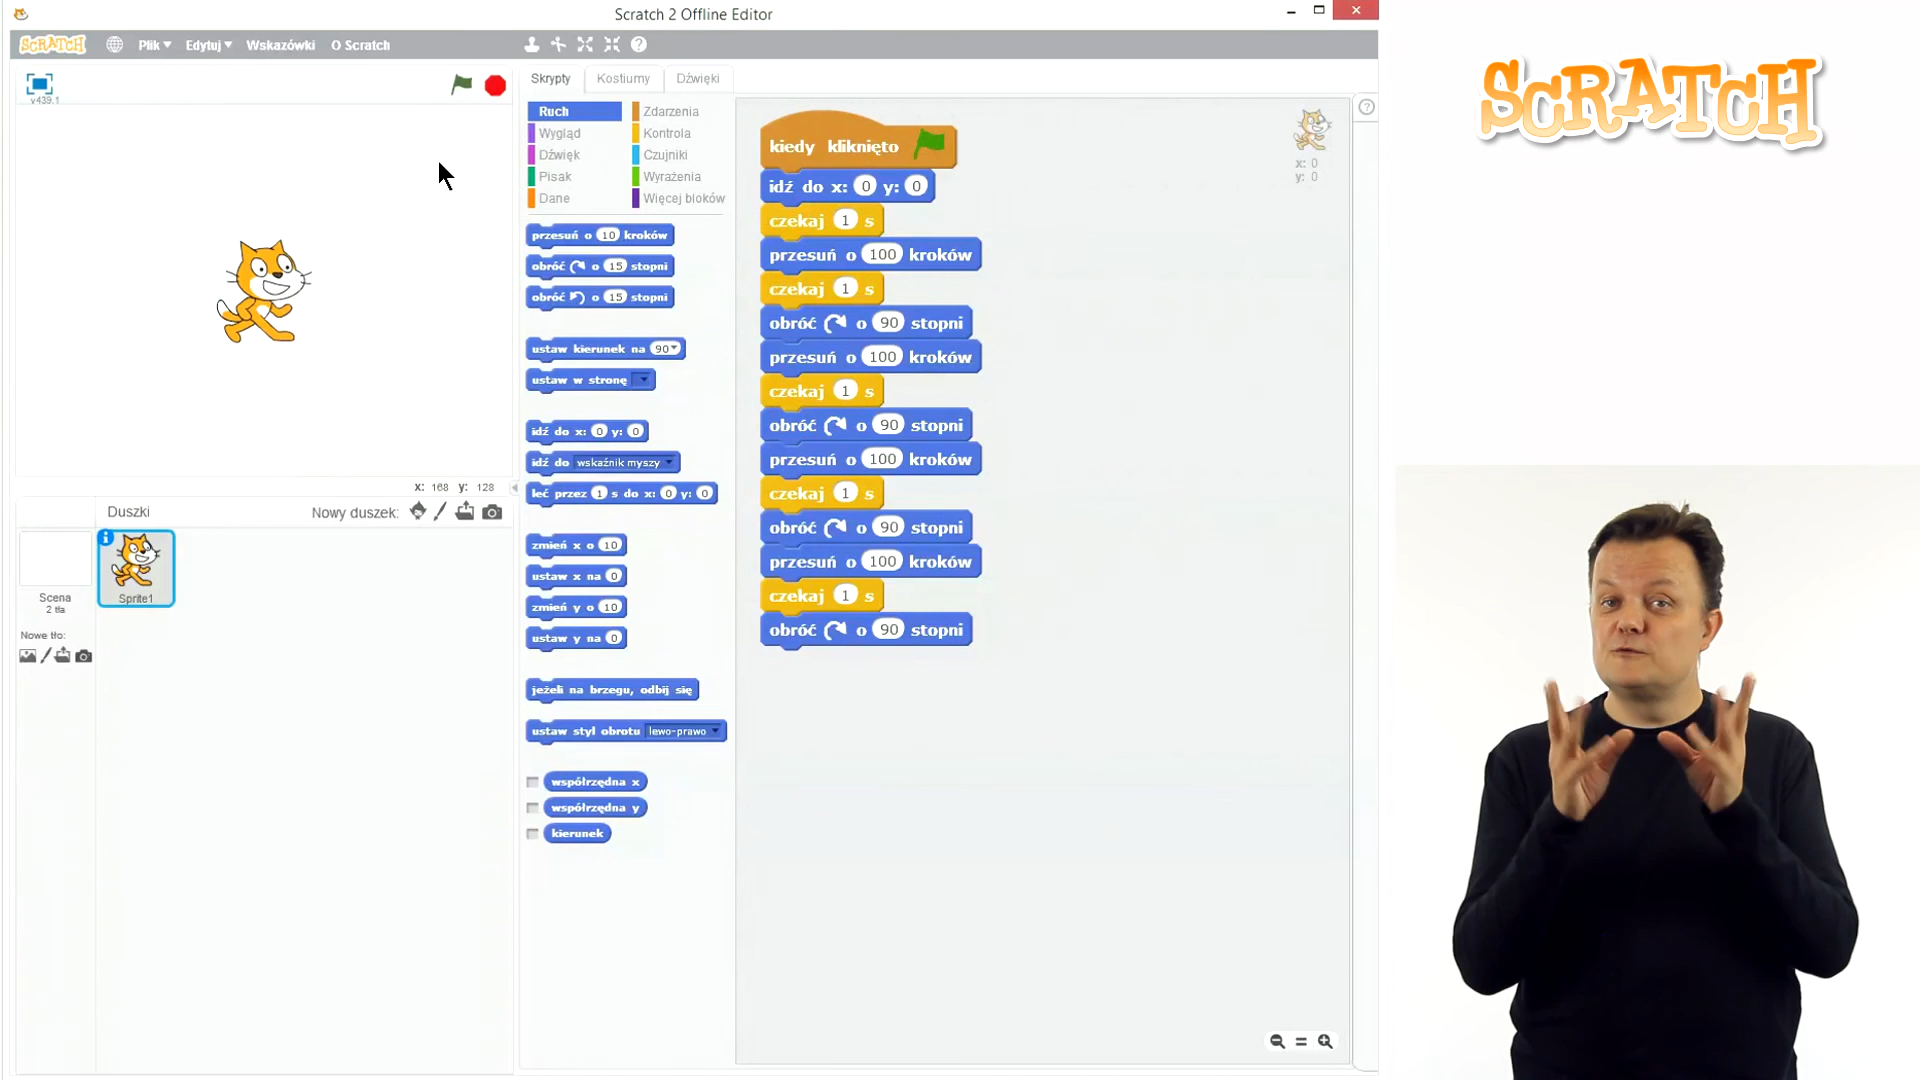 Scratch 2 Offline Editor
SCRATCH
Plik
Edytuj
Wskazówki
O Scratch
v439.1
x: 168 y: 128
Duszki
Nowy duszek:
Scena
2 tła
Sprite1
Nowe tło:
Skrypty
Kostiumy
Dźwięki
Ruch
Wygląd
Dźwięk
Pisak
Dane
Zdarzenia
Kontrola
Czujniki
Wyrażenia
Więcej bloków
przesuń o 10 kroków
obróć o 15 stopni
obróć o 15 stopni
ustaw kierunek na 90
ustaw w stronę
idź do x: 0 y: 0
idź do wskaźnik myszy
leć przez 1 s do x: 0 y: 0
zmień x o 10
ustaw x na 0
zmień y o 10
ustaw y na 0
jeżeli na brzegu, odbij się
ustaw styl obrotu lewo-prawo
współrzędna x
współrzędna y
kierunek
kiedy kliknięto
idź do x: 0 y: 0
czekaj 1 s
przesuń o 100 kroków
czekaj 1 s
obróć o 90 stopni
przesuń o 100 kroków
czekaj 1 s
obróć o 90 stopni
przesuń o 100 kroków
czekaj 1 s
obróć o 90 stopni
przesuń o 100 kroków
czekaj 1 s
obróć o 90 stopni
x: 0
y: 0
SCRATCH